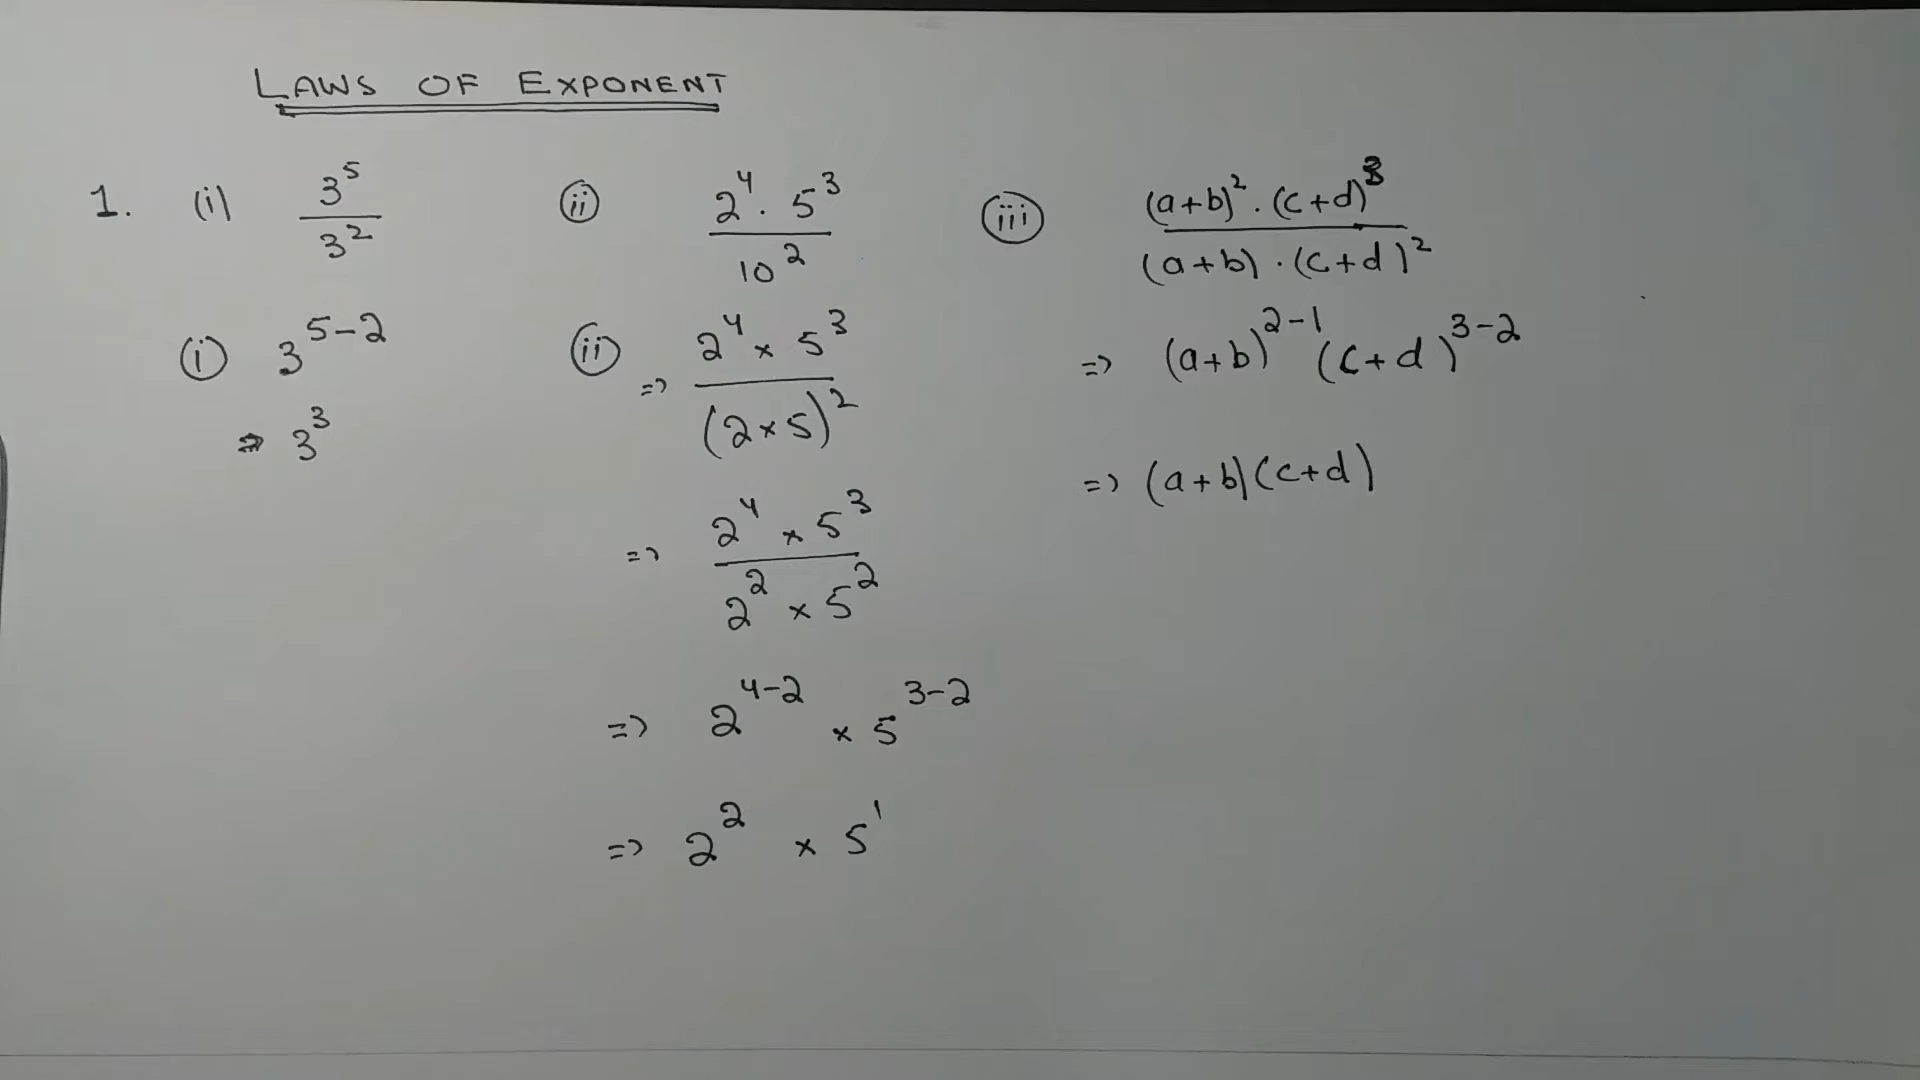 LAWS OF EXPONENT
1. (i) 3^5 / 3^2
(ii) 2^4 . 5^3 / 10^2
(iii) (a+b)^2 . (c+d)^3 / (a+b) . (c+d)^2
(i) 3^5-2
=> 3^3
(ii) => 2^4 × 5^3 / (2×5)^2
=> 2^4 × 5^3 / 2^2 × 5^2
=> 2^4-2 × 5^3-2
=> 2^2 × 5^1
=> (a+b)^2-1 (c+d)^3-2
=> (a+b)(c+d)